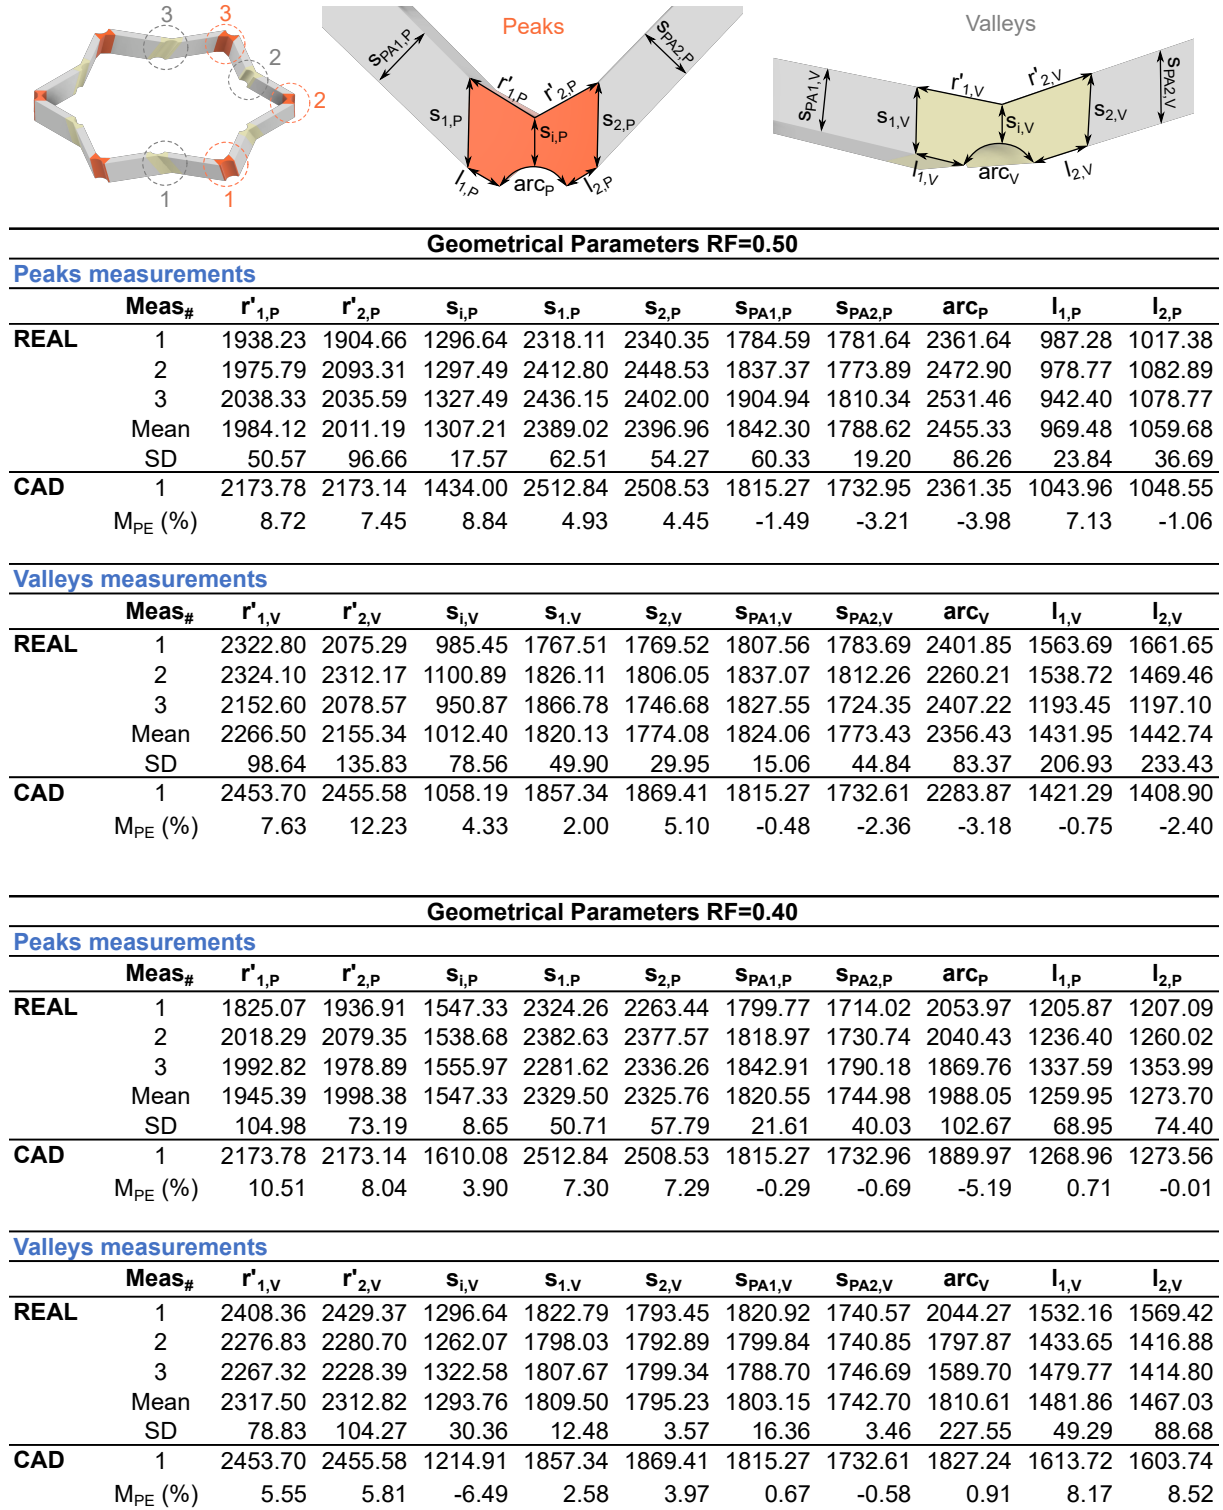 3 3 2 2 1 1
Peaks
sPA1,P sPA2,P r'1,P r'2,P s1,P si,P s2,P l1,P arcP l2,P
Valleys
sPA1,V sPA2,V r'1,V r'2,V s1,V si,V s2,V l1,V arcV l2,V
Geometrical Parameters RF=0.50
Peaks measurements
Meas# r'1,P r'2,P si,P s1.P s2,P sPA1,P sPA2,P arcP l1,P l2,P
REAL 1 1938.23 1904.66 1296.64 2318.11 2340.35 1784.59 1781.64 2361.64 987.28 1017.38
2 1975.79 2093.31 1297.49 2412.80 2448.53 1837.37 1773.89 2472.90 978.77 1082.89
3 2038.33 2035.59 1327.49 2436.15 2402.00 1904.94 1810.34 2531.46 942.40 1078.77
Mean 1984.12 2011.19 1307.21 2389.02 2396.96 1842.30 1788.62 2455.33 969.48 1059.68
SD 50.57 96.66 17.57 62.51 54.27 60.33 19.20 86.26 23.84 36.69
CAD 1 2173.78 2173.14 1434.00 2512.84 2508.53 1815.27 1732.95 2361.35 1043.96 1048.55
MPE (%) 8.72 7.45 8.84 4.93 4.45 -1.49 -3.21 -3.98 7.13 -1.06
Valleys measurements
Meas# r'1,V r'2,V si,V s1.V s2,V sPA1,V sPA2,V arcV l1,V l2,V
REAL 1 2322.80 2075.29 985.45 1767.51 1769.52 1807.56 1783.69 2401.85 1563.69 1661.65
2 2324.10 2312.17 1100.89 1826.11 1806.05 1837.07 1812.26 2260.21 1538.72 1469.46
3 2152.60 2078.57 950.87 1866.78 1746.68 1827.55 1724.35 2407.22 1193.45 1197.10
Mean 2266.50 2155.34 1012.40 1820.13 1774.08 1824.06 1773.43 2356.43 1431.95 1442.74
SD 98.64 135.83 78.56 49.90 29.95 15.06 44.84 83.37 206.93 233.43
CAD 1 2453.70 2455.58 1058.19 1857.34 1869.41 1815.27 1732.61 2283.87 1421.29 1408.90
MPE (%) 7.63 12.23 4.33 2.00 5.10 -0.48 -2.36 -3.18 -0.75 -2.40
Geometrical Parameters RF=0.40
Peaks measurements
Meas# r'1,P r'2,P si,P s1.P s2,P sPA1,P sPA2,P arcP l1,P l2,P
REAL 1 1825.07 1936.91 1547.33 2324.26 2263.44 1799.77 1714.02 2053.97 1205.87 1207.09
2 2018.29 2079.35 1538.68 2382.63 2377.57 1818.97 1730.74 2040.43 1236.40 1260.02
3 1992.82 1978.89 1555.97 2281.62 2336.26 1842.91 1790.18 1869.76 1337.59 1353.99
Mean 1945.39 1998.38 1547.33 2329.50 2325.76 1820.55 1744.98 1988.05 1259.95 1273.70
SD 104.98 73.19 8.65 50.71 57.79 21.61 40.03 102.67 68.95 74.40
CAD 1 2173.78 2173.14 1610.08 2512.84 2508.53 1815.27 1732.96 1889.97 1268.96 1273.56
MPE (%) 10.51 8.04 3.90 7.30 7.29 -0.29 -0.69 -5.19 0.71 -0.01
Valleys measurements
Meas# r'1,V r'2,V si,V s1.V s2,V sPA1,V sPA2,V arcV l1,V l2,V
REAL 1 2408.36 2429.37 1296.64 1822.79 1793.45 1820.92 1740.57 2044.27 1532.16 1569.42
2 2276.83 2280.70 1262.07 1798.03 1792.89 1799.84 1740.85 1797.87 1433.65 1416.88
3 2267.32 2228.39 1322.58 1807.67 1799.34 1788.70 1746.69 1589.70 1479.77 1414.80
Mean 2317.50 2312.82 1293.76 1809.50 1795.23 1803.15 1742.70 1810.61 1481.86 1467.03
SD 78.83 104.27 30.36 12.48 3.57 16.36 3.46 227.55 49.29 88.68
CAD 1 2453.70 2455.58 1214.91 1857.34 1869.41 1815.27 1732.61 1827.24 1613.72 1603.74
MPE (%) 5.55 5.81 -6.49 2.58 3.97 0.67 -0.58 0.91 8.17 8.52